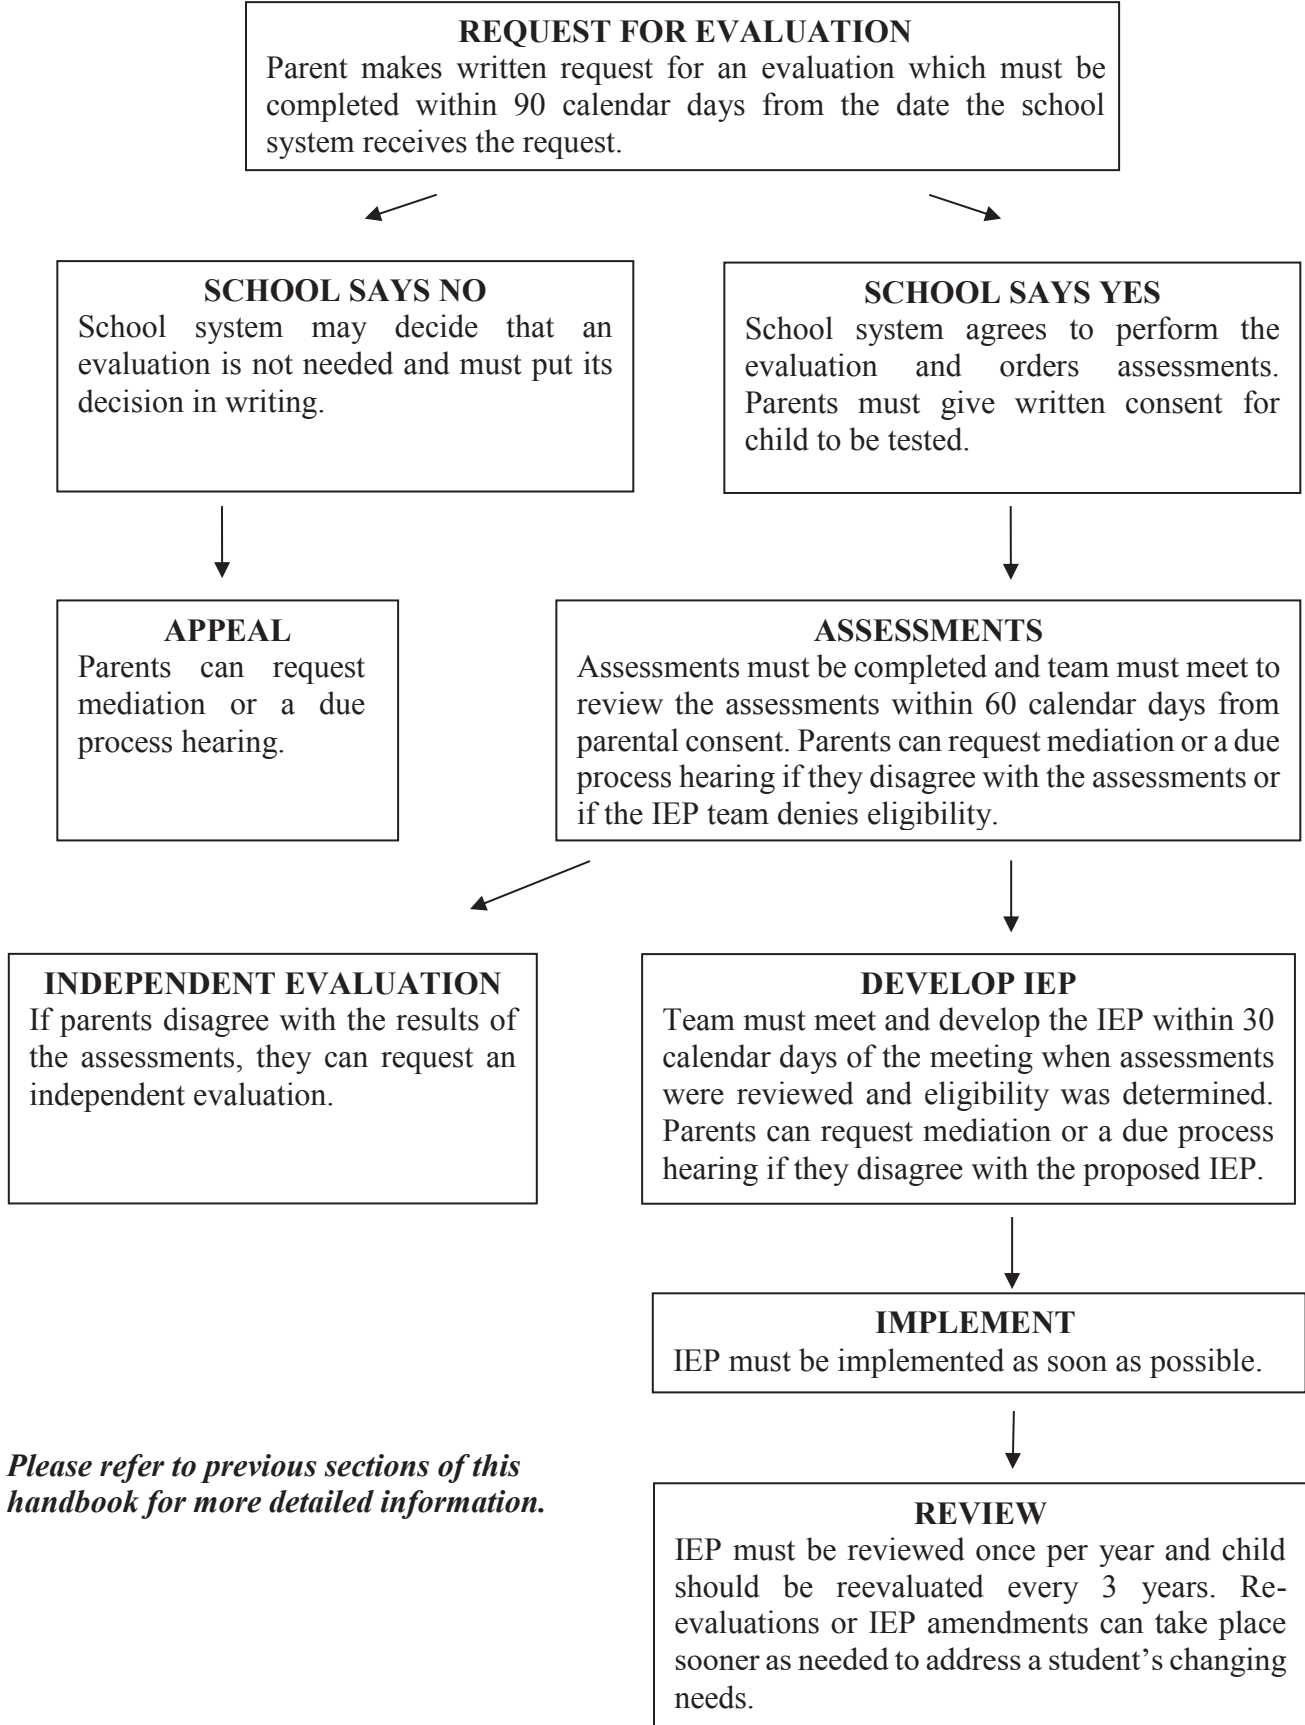 REQUEST FOR EVALUATION
Parent makes written request for an evaluation which must be
completed within 90 calendar days from the date the school
system receives the request.
SCHOOL SAYS NO
School system may decide that an
evaluation is not needed and must put its
decision in writing.
SCHOOL SAYS YES
School system agrees to perform the
evaluation and orders assessments.
Parents must give written consent for
child to be tested.
APPEAL
Parents can request
mediation or a due
process hearing.
ASSESSMENTS
Assessments must be completed and team must meet to
review the assessments within 60 calendar days from
parental consent. Parents can request mediation or a due
process hearing if they disagree with the assessments or
if the IEP team denies eligibility.
INDEPENDENT EVALUATION
If parents disagree with the results of
the assessments, they can request an
independent evaluation.
DEVELOP IEP
Team must meet and develop the IEP within 30
calendar days of the meeting when assessments
were reviewed and eligibility was determined.
Parents can request mediation or a due process
hearing if they disagree with the proposed IEP.
IMPLEMENT
IEP must be implemented as soon as possible.
Please refer to previous sections of this
handbook for more detailed information.
REVIEW
IEP must be reviewed once per year and child
should be reevaluated every 3 years. Re-
evaluations or IEP amendments can take place
sooner as needed to address a student’s changing
needs.